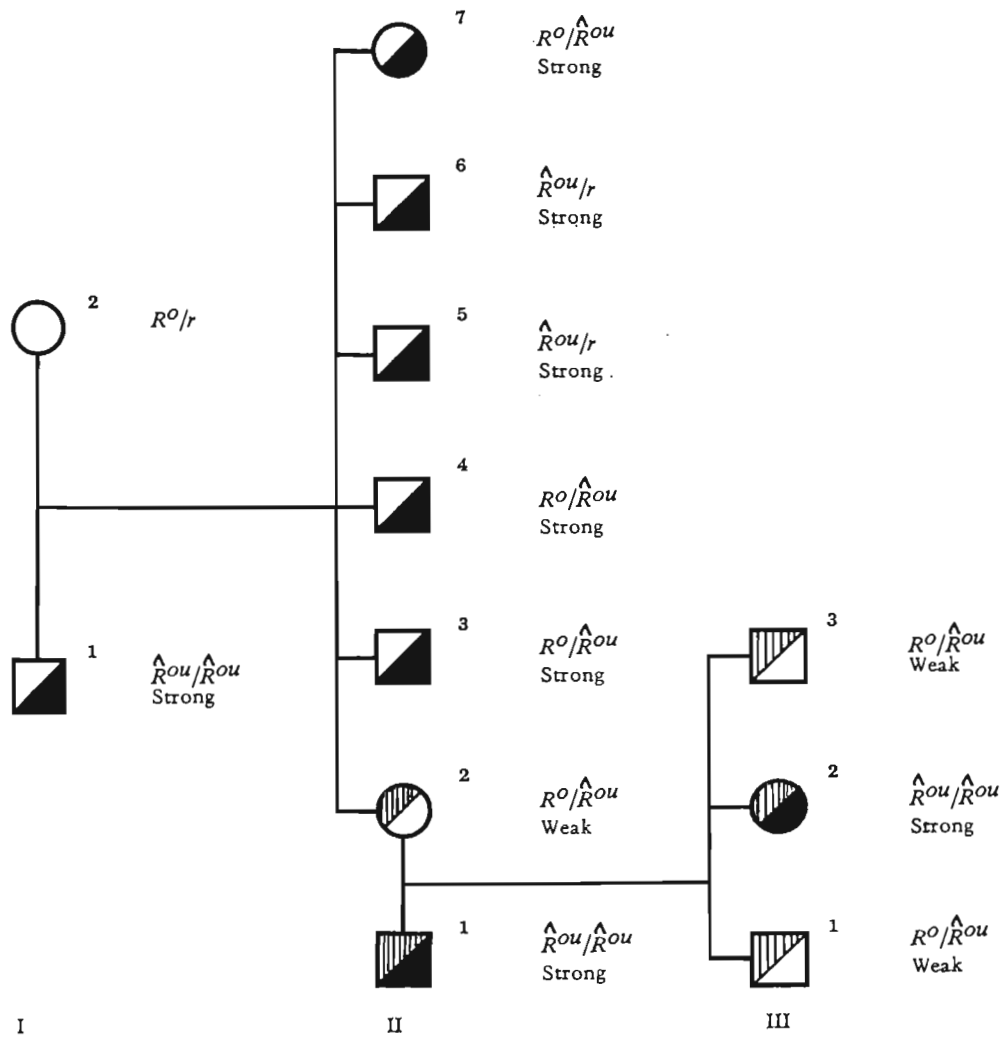 7
R^o/R̂^ou
Strong
6
R̂^ou/r
Strong
2
R^o/r
5
R̂^ou/r
Strong
4
R^o/R̂^ou
Strong
3
R^o/R̂^ou
Strong
3
R^o/R̂^ou
Weak
1
R̂^ou/R̂^ou
Strong
2
R^o/R̂^ou
Weak
2
R̂^ou/R̂^ou
Strong
1
R̂^ou/R̂^ou
Strong
1
R^o/R̂^ou
Weak
I
II
III